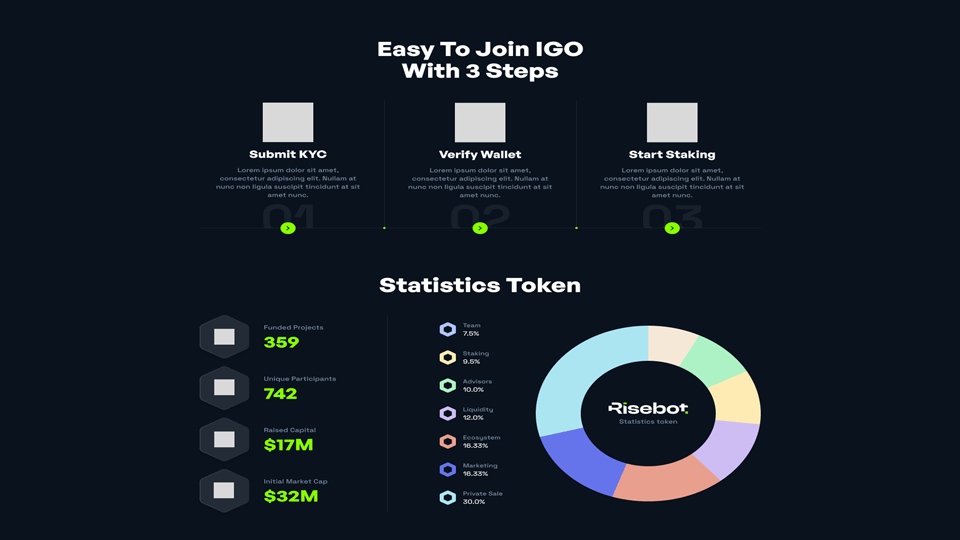 Easy To Join IGO
With 3 Steps
Submit KYC
Lorem ipsum dolor sit amet,
consectetur adipiscing elit. Nullam at
nunc non ligula suscipit tincidunt at sit
amet nunc.
01
Verify Wallet
Lorem ipsum dolor sit amet,
consectetur adipiscing elit. Nullam at
nunc non ligula suscipit tincidunt at sit
amet nunc.
02
Start Staking
Lorem ipsum dolor sit amet,
consectetur adipiscing elit. Nullam at
nunc non ligula suscipit tincidunt at sit
amet nunc.
03
Statistics Token
Funded Projects
359
Unique Participants
742
Raised Capital
$17M
Initial Market Cap
$32M
Team
7.5%
Staking
9.5%
Advisors
10.0%
Liquidity
12.0%
Ecosystem
16.33%
Marketing
16.33%
Private Sale
30.0%
Risebot
Statistics token